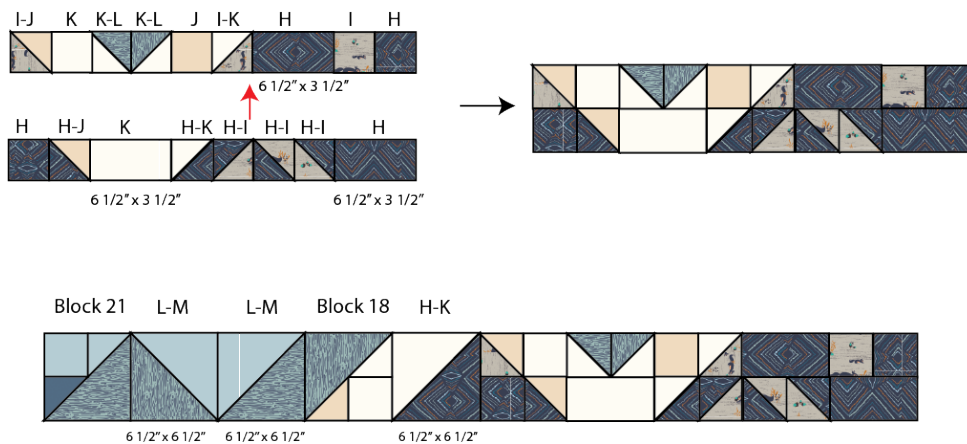 I-J K K-L K-L J I-K H I H
6 1/2” x 3 1/2”
H H-J K H-K H-I H-I H-I H
6 1/2” x 3 1/2” 6 1/2” x 3 1/2”
Block 21 L-M L-M Block 18 H-K
6 1/2” x 6 1/2” 6 1/2” x 6 1/2” 6 1/2” x 6 1/2”